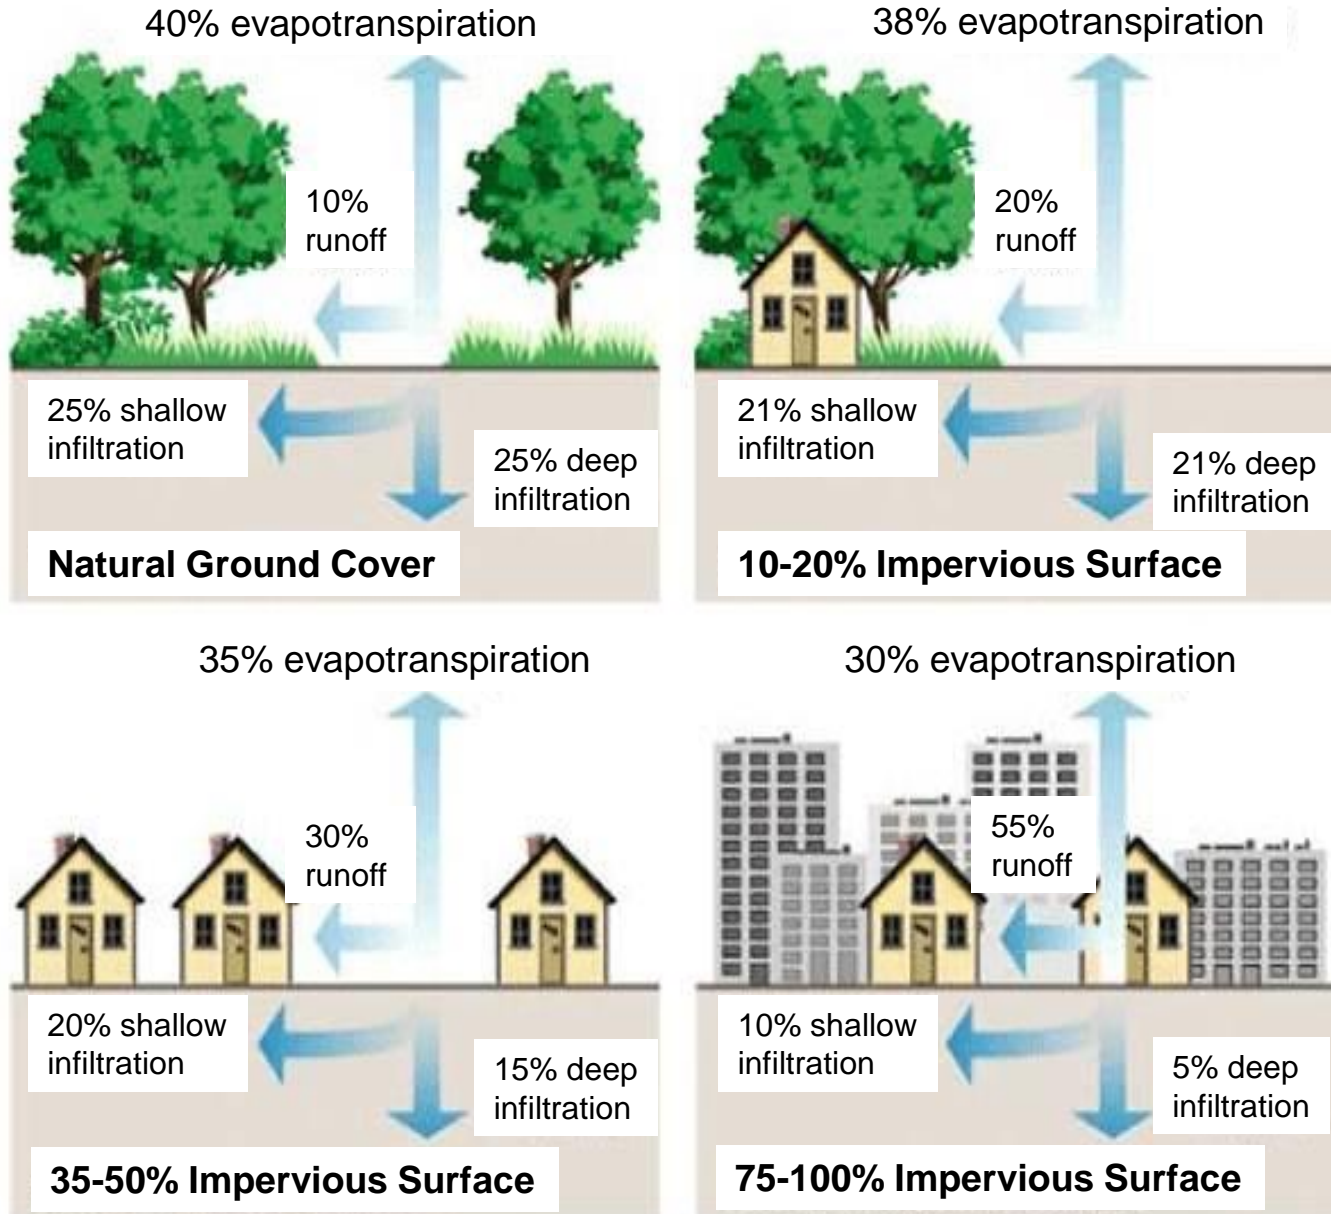 40% evapotranspiration
10%
runoff
25% shallow
infiltration
25% deep
infiltration
Natural Ground Cover
38% evapotranspiration
20%
runoff
21% shallow
infiltration
21% deep
infiltration
10-20% Impervious Surface
35% evapotranspiration
30%
runoff
20% shallow
infiltration
15% deep
infiltration
35-50% Impervious Surface
30% evapotranspiration
55%
runoff
10% shallow
infiltration
5% deep
infiltration
75-100% Impervious Surface